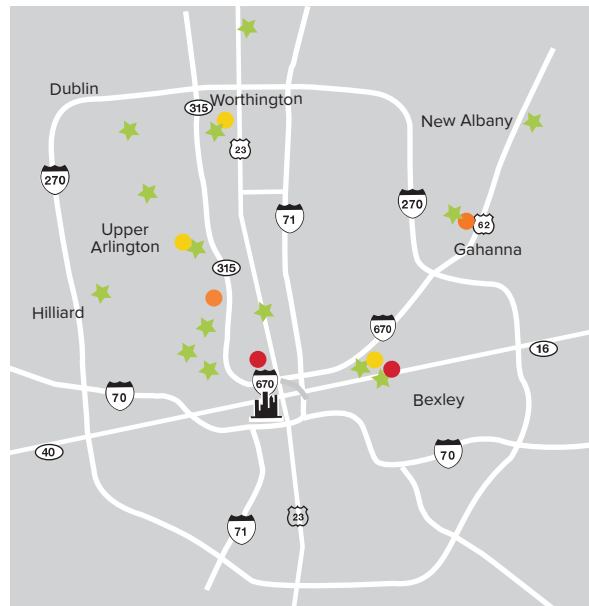 Dublin
315
Worthington
23
New Albany
270
270
71
62
Upper
Arlington
Gahanna
315
Hilliard
670
16
670
70
Bexley
40
70
71
23